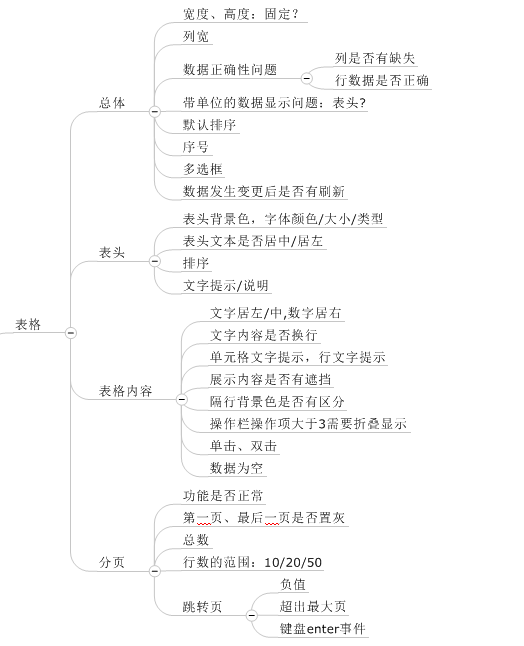 宽度、高度：固定？
列宽
数据正确性问题
列是否有缺失
行数据是否正确
总体
带单位的数据显示问题：表头?
默认排序
序号
多选框
数据发生变更后是否有刷新
表头背景色，字体颜色/大小/类型
表头文本是否居中/居左
表头
排序
文字提示/说明
表格
文字居左/中,数字居右
文字内容是否换行
单元格文字提示，行文字提示
展示内容是否有遮挡
表格内容
隔行背景色是否有区分
操作栏操作项大于3需要折叠显示
单击、双击
数据为空
功能是否正常
第一页、最后一页是否置灰
总数
分页
行数的范围：10/20/50
跳转页
负值
超出最大页
键盘enter事件